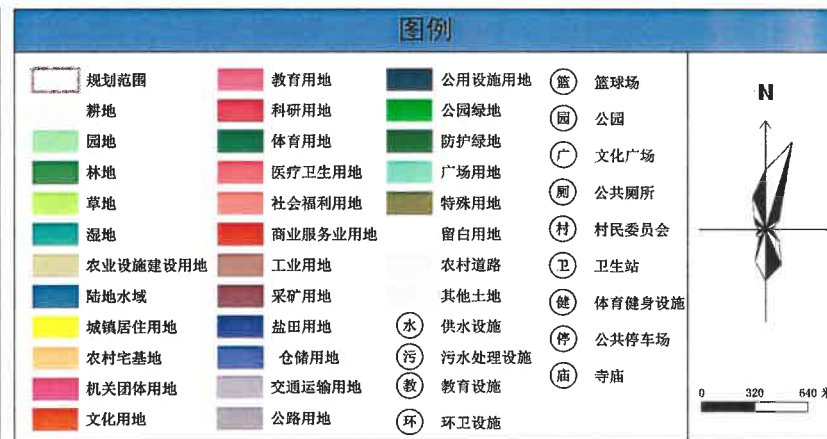 图例
规划范围
耕地
园地
林地
草地
湿地
农业设施建设用地
陆地水域
城镇居住用地
农村宅基地
机关团体用地
文化用地
教育用地
科研用地
体育用地
医疗卫生用地
社会福利用地
商业服务业用地
工业用地
采矿用地
盐田用地
仓储用地
交通运输用地
公路用地
公用设施用地
公园绿地
防护绿地
广场用地
特殊用地
留白用地
农村道路
其他土地
水 供水设施
污 污水处理设施
教 教育设施
环 环卫设施
篮 篮球场
园 公园
广 文化广场
厕 公共厕所
村 村民委员会
卫 卫生站
健 体育健身设施
停 公共停车场
庙 寺庙
N
0 320 640 米